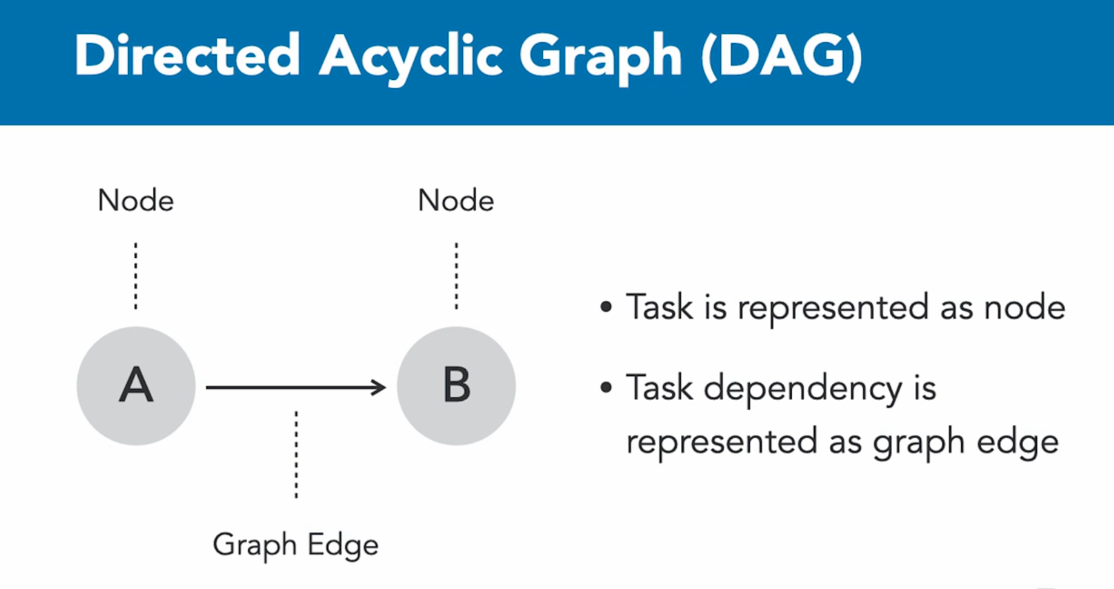 Directed Acyclic Graph (DAG)
Node
Node
A
B
Graph Edge
• Task is represented as node
• Task dependency is
represented as graph edge